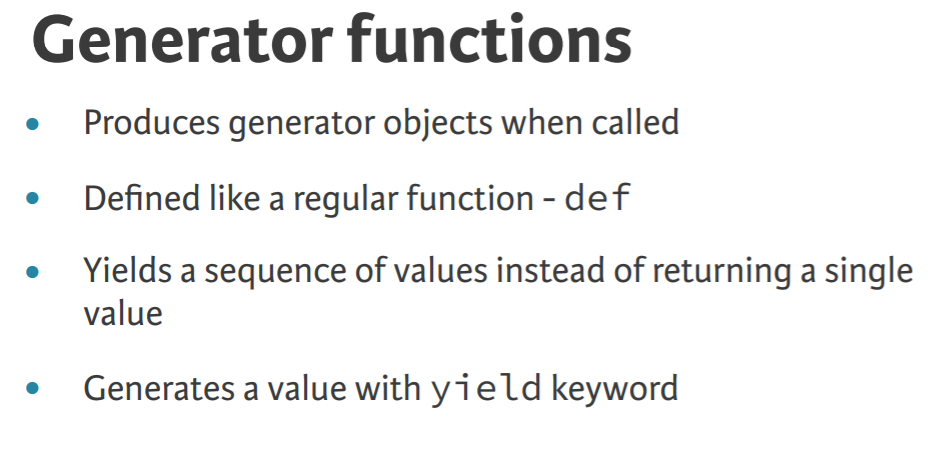 Generator functions
• Produces generator objects when called
• Defined like a regular function - def
• Yields a sequence of values instead of returning a single
value
• Generates a value with yield keyword